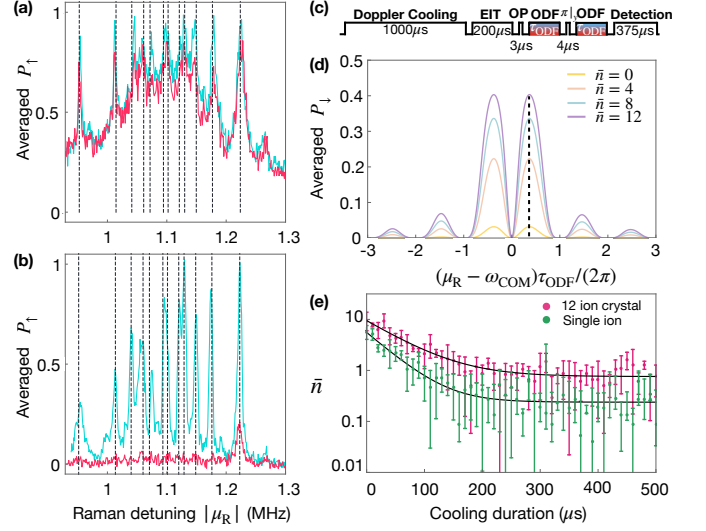 (a)
Averaged P↑
1
0.5
0
1
1.1
1.2
1.3
(b)
Averaged P↑
1
0.5
0
1
1.1
1.2
1.3
Raman detuning |μR| (MHz)
(c)
Doppler Cooling EIT OP ODF π|y ODF Detection
1000μs 200μs τODF τODF 375μs
3μs 4μs
(d)
Averaged P↓
0.5
0.4
0.3
0.2
0.1
0
n̄ = 0
n̄ = 4
n̄ = 8
n̄ = 12
-3 -2 -1 0 1 2 3
(μR − ωCOM)τODF/(2π)
(e)
n̄
10
1
0.1
0.01
12 ion crystal
Single ion
0 100 200 300 400 500
Cooling duration (μs)